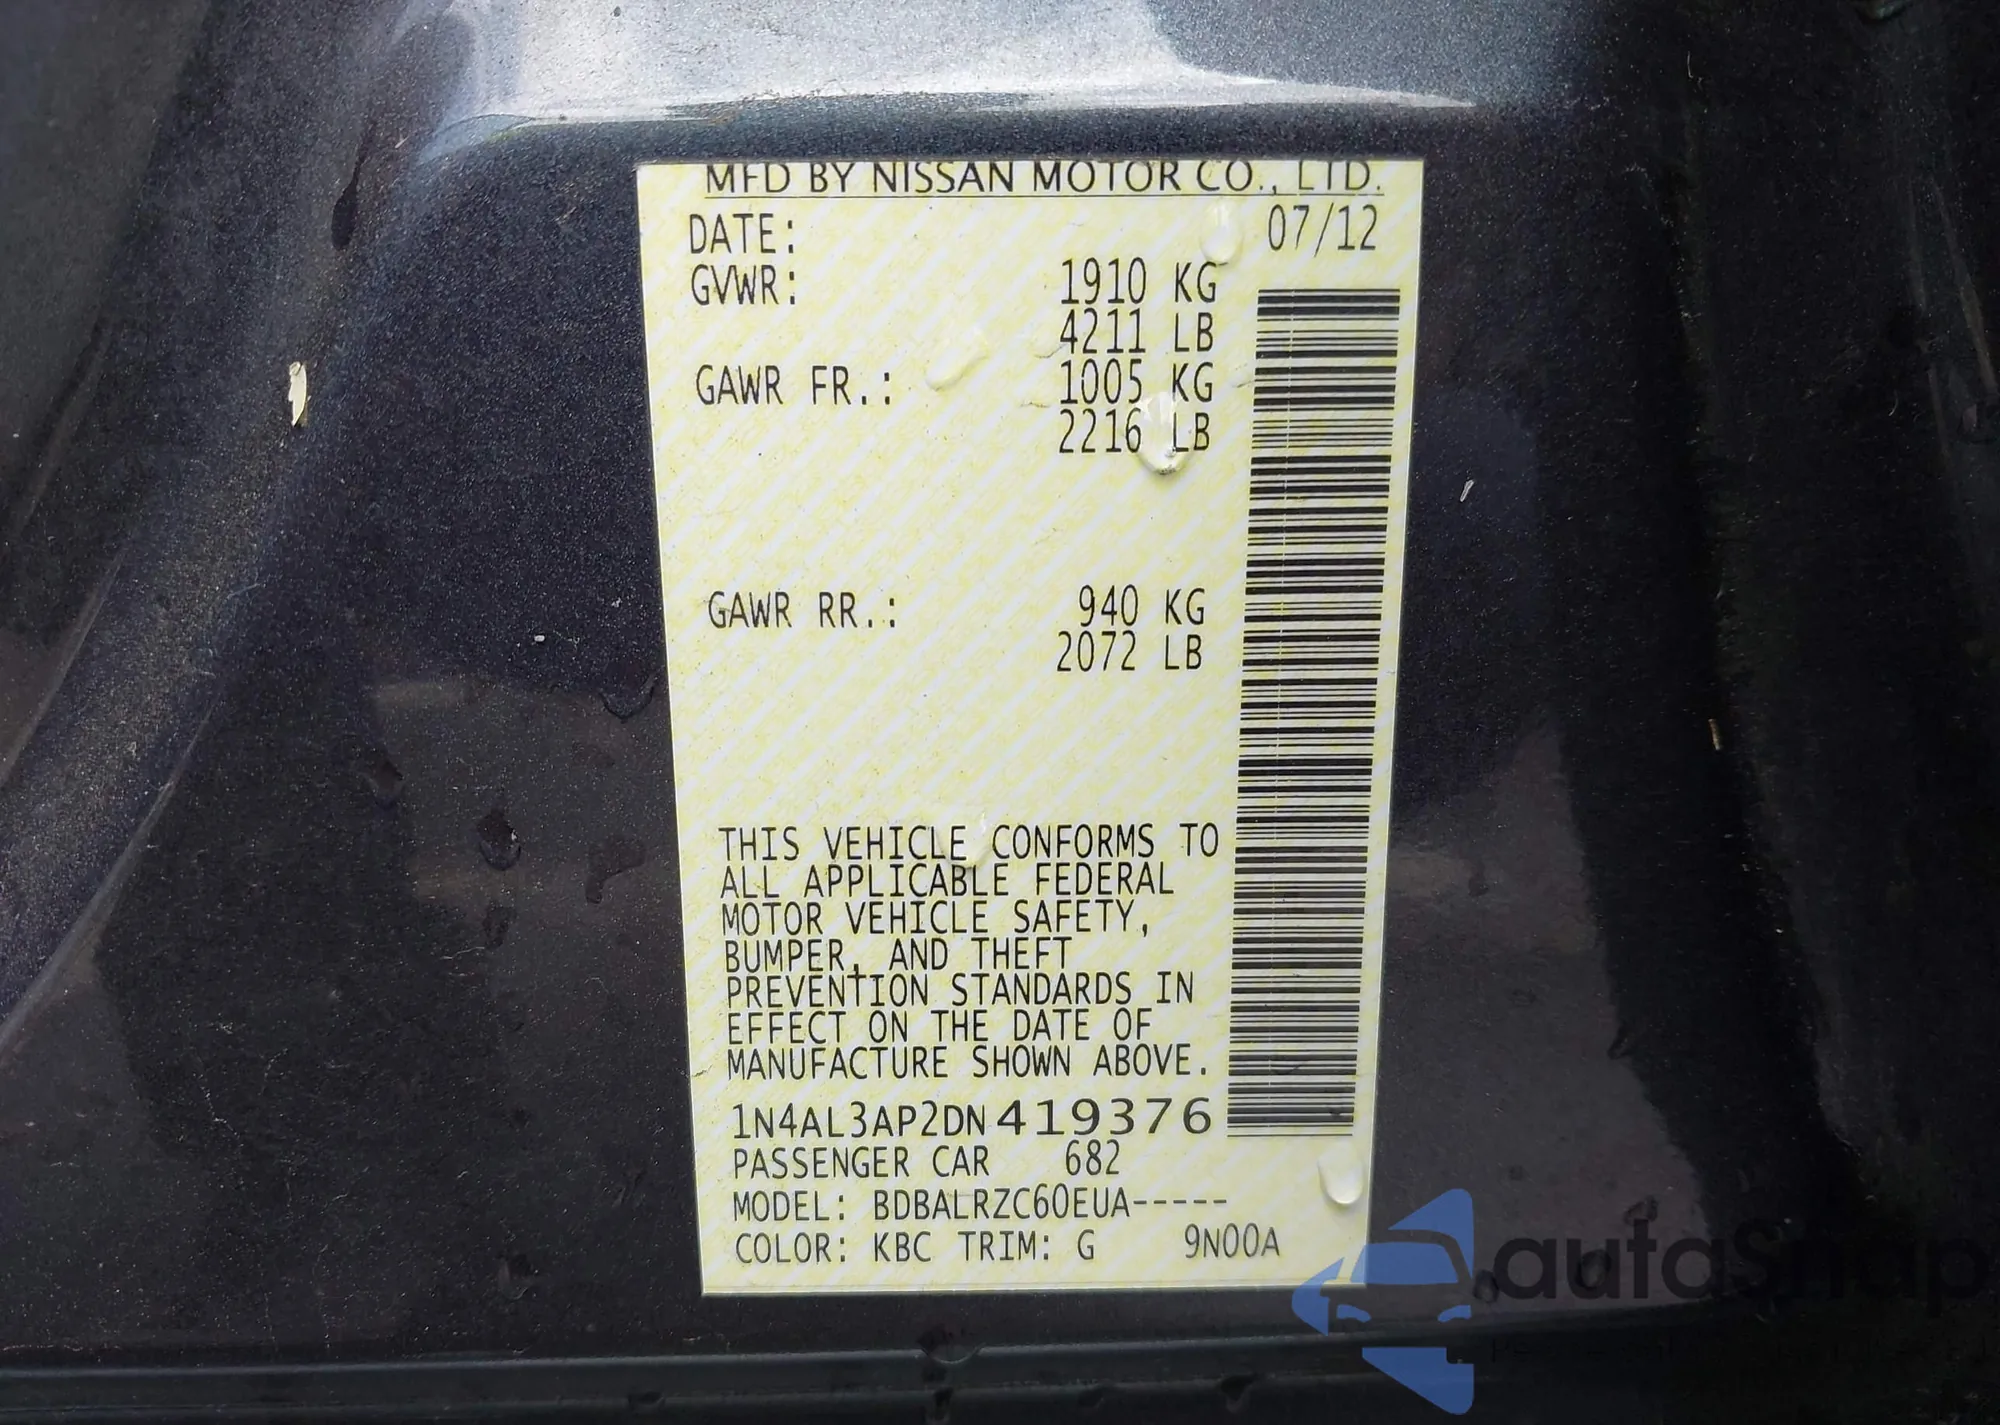 MFD BY NISSAN MOTOR CO., LTD.
DATE: 07/12
GVWR: 1910 KG
4211 LB
GAWR FR.: 1005 KG
2216 LB
GAWR RR.: 940 KG
2072 LB
THIS VEHICLE CONFORMS TO
ALL APPLICABLE FEDERAL
MOTOR VEHICLE SAFETY,
BUMPER, AND THEFT
PREVENTION STANDARDS IN
EFFECT ON THE DATE OF
MANUFACTURE SHOWN ABOVE.
1N4AL3AP2DN419376
PASSENGER CAR 682
MODEL: BDBALRZC60EUA-----
COLOR: KBC TRIM: G 9N00A
autaSnap